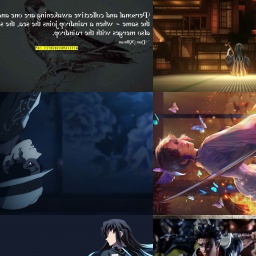 "Personal and collective awakening are one and
the same ~ when a raindrop joins the sea, the sea
also merges with the raindrop.